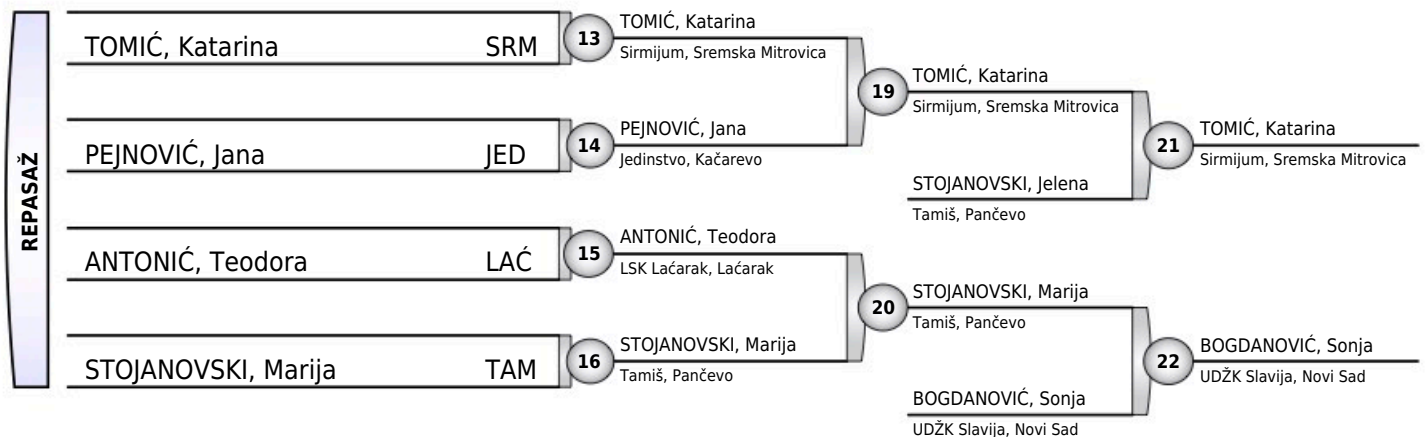 REPASAŽ
TOMIĆ, Katarina SRM
PEJNOVIĆ, Jana JED
ANTONIĆ, Teodora LAĆ
STOJANOVSKI, Marija TAM
13
TOMIĆ, Katarina
Sirmijum, Sremska Mitrovica
14
PEJNOVIĆ, Jana
Jedinstvo, Kačarevo
15
ANTONIĆ, Teodora
LSK Laćarak, Laćarak
16
STOJANOVSKI, Marija
Tamiš, Pančevo
19
TOMIĆ, Katarina
Sirmijum, Sremska Mitrovica
STOJANOVSKI, Jelena
Tamiš, Pančevo
20
STOJANOVSKI, Marija
Tamiš, Pančevo
BOGDANOVIĆ, Sonja
UDŽK Slavija, Novi Sad
21
TOMIĆ, Katarina
Sirmijum, Sremska Mitrovica
22
BOGDANOVIĆ, Sonja
UDŽK Slavija, Novi Sad